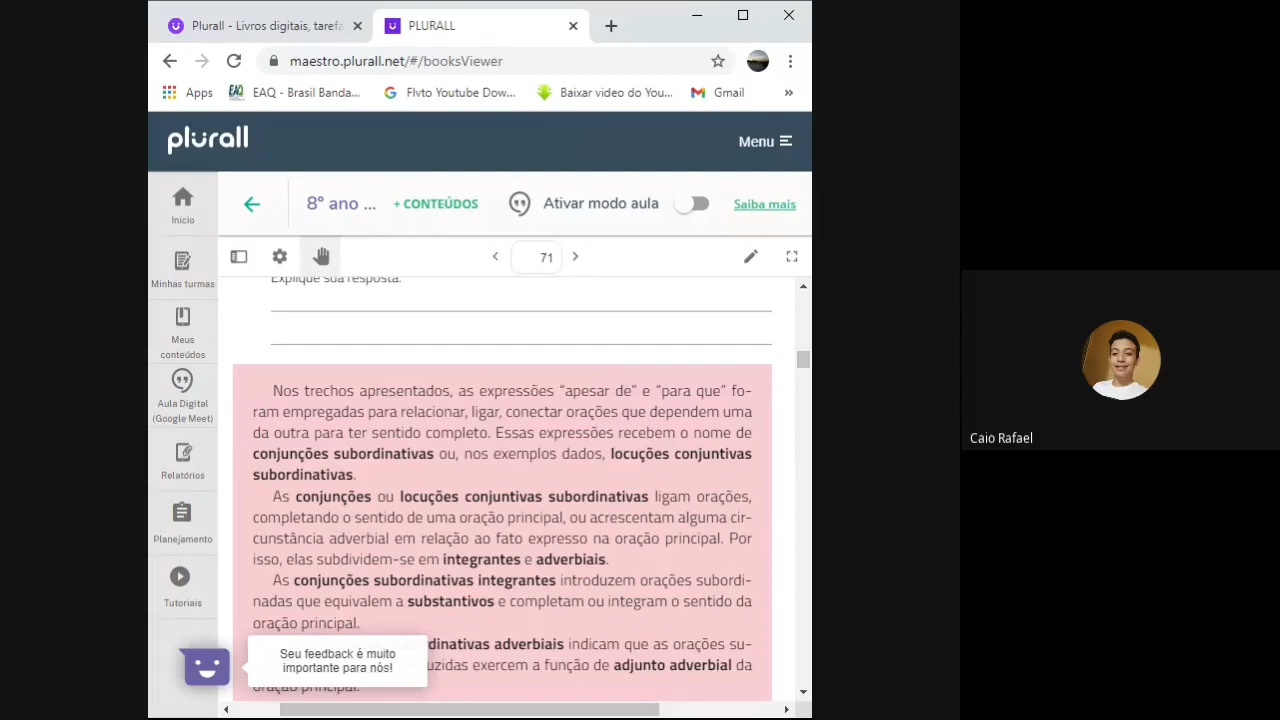 Plurall - Livros digitais, tarefa
PLURALL
maestro.plurall.net/#/booksViewer
Apps
EAQ
EAQ - Brasil Banda...
Flvto Youtube Dow...
Baixar video do You...
Gmail
»
plurall
Menu
8º ano ...
+ CONTEÚDOS
Ativar modo aula
Saiba mais
71
Início
Minhas turmas
Meus
conteúdos
Aula Digital
(Google Meet)
Relatórios
Planejamento
Tutoriais
Explique sua resposta.
Nos trechos apresentados, as expressões “apesar de” e “para que” fo-
ram empregadas para relacionar, ligar, conectar orações que dependem uma
da outra para ter sentido completo. Essas expressões recebem o nome de
conjunções subordinativas ou, nos exemplos dados, locuções conjuntivas
subordinativas.
As conjunções ou locuções conjuntivas subordinativas ligam orações,
completando o sentido de uma oração principal, ou acrescentam alguma cir-
cunstância adverbial em relação ao fato expresso na oração principal. Por
isso, elas subdividem-se em integrantes e adverbiais.
As conjunções subordinativas integrantes introduzem orações subordi-
nadas que equivalem a substantivos e completam ou integram o sentido da
oração principal.
rdinativas adverbiais indicam que as orações su-
uzidas exercem a função de adjunto adverbial da
oração principal.
Seu feedback é muito
importante para nós!
Caio Rafael